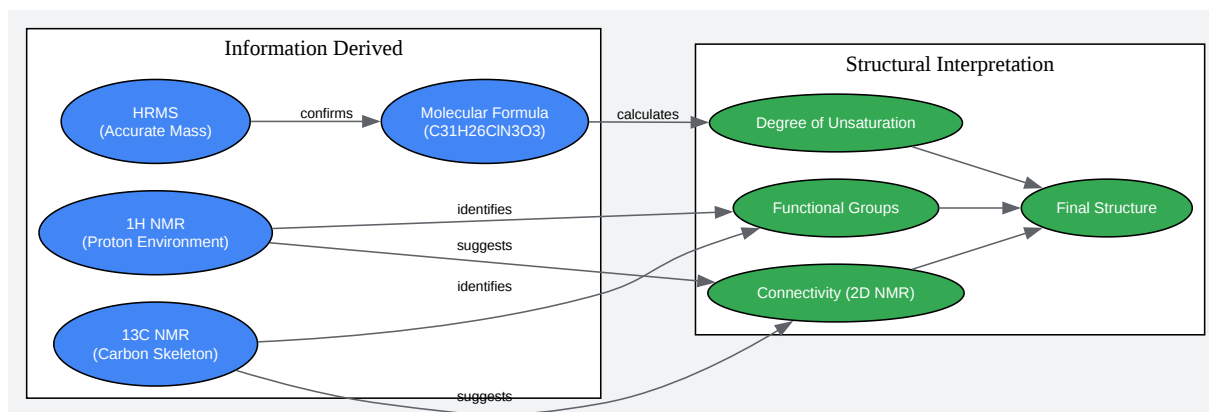 Information Derived
HRMS
(Accurate Mass)
confirms
Molecular Formula
(C31H26ClN3O3)
calculates
1H NMR
(Proton Environment)
identifies
suggests
13C NMR
(Carbon Skeleton)
identifies
suggests
Structural Interpretation
Degree of Unsaturation
Functional Groups
Final Structure
Connectivity (2D NMR)